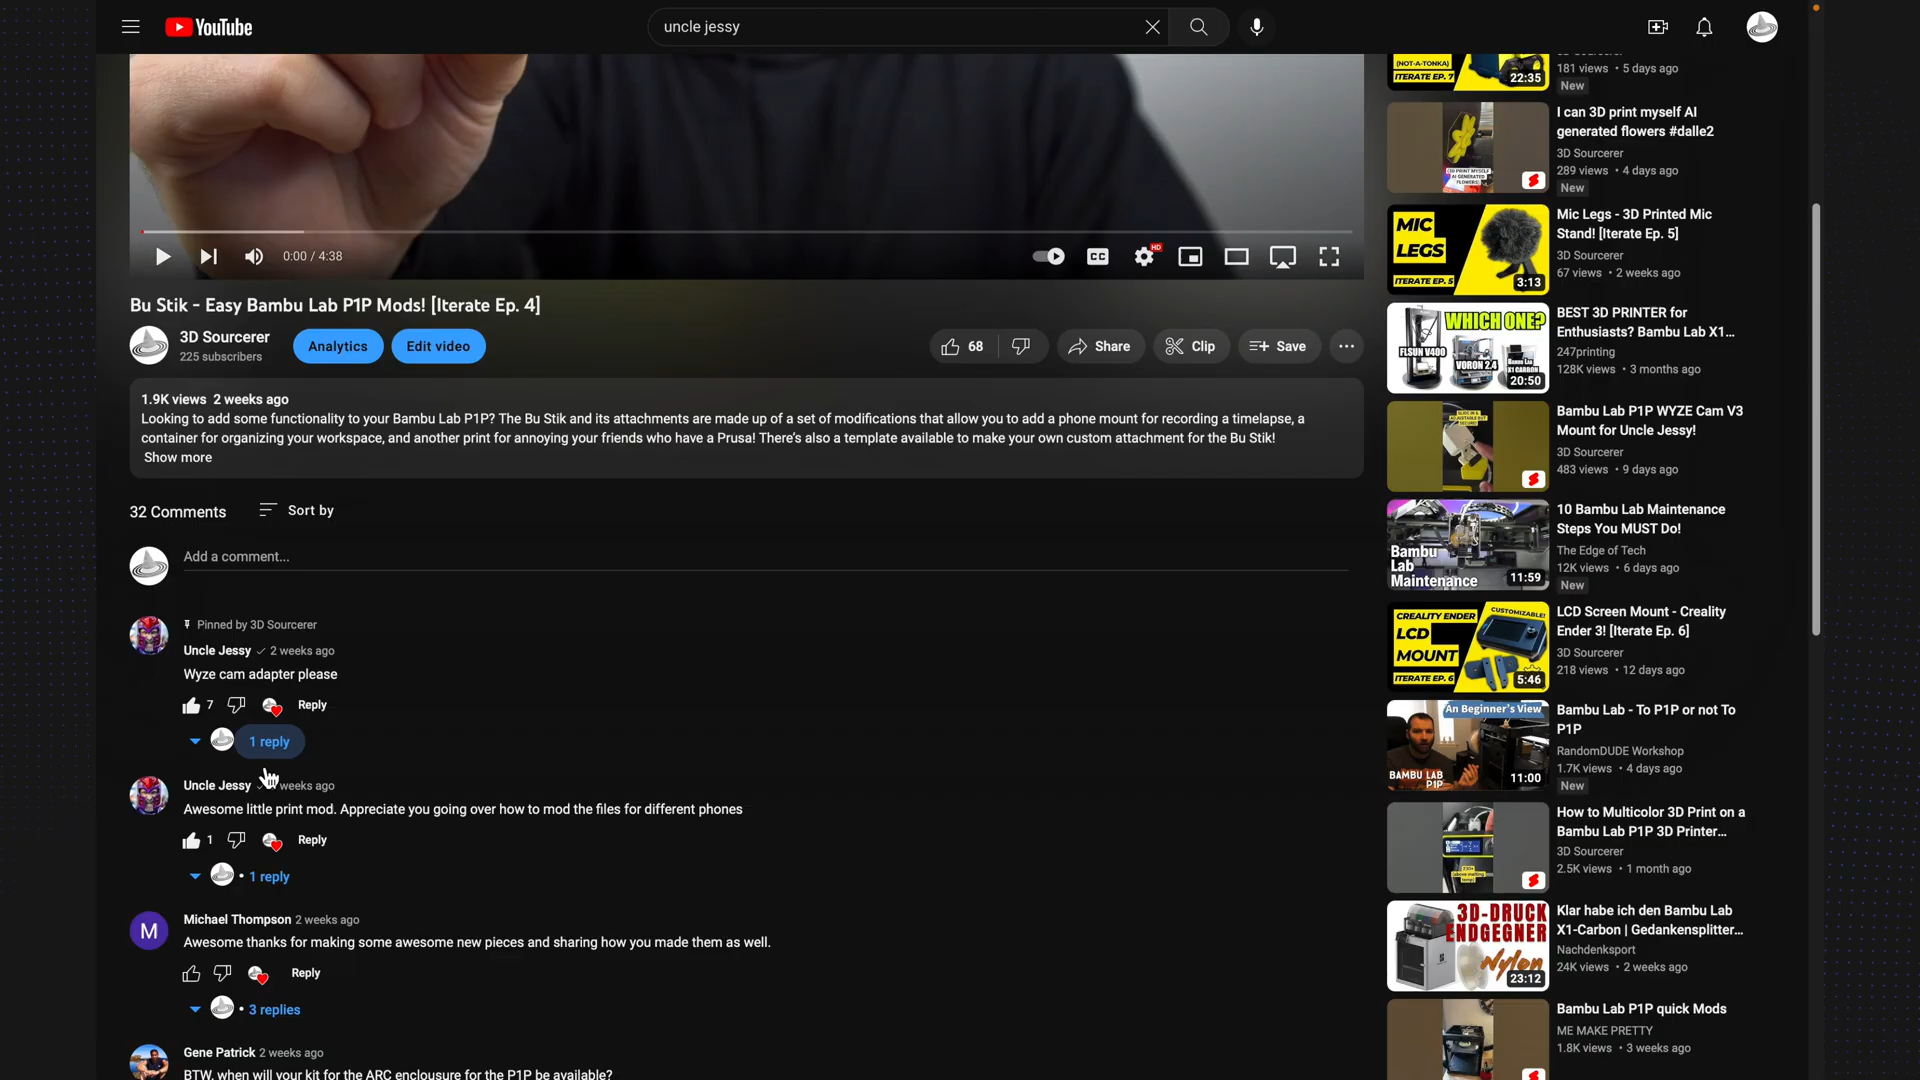 YouTube
uncle jessy
0:00 / 4:38
CC
HD
Bu Stik - Easy Bambu Lab P1P Mods! [Iterate Ep. 4]
3D Sourcerer
225 subscribers
Analytics
Edit video
68
Share
Clip
Save
1.9K views 2 weeks ago
Looking to add some functionality to your Bambu Lab P1P? The Bu Stik and its attachments are made up of a set of modifications that allow you to add a phone mount for recording a timelapse, a
container for organizing your workspace, and another print for annoying your friends who have a Prusa! There's also a template available to make your own custom attachment for the Bu Stik!
Show more
32 Comments
Sort by
Add a comment...
Pinned by 3D Sourcerer
Uncle Jessy 2 weeks ago
Wyze cam adapter please
7
Reply
1 reply
Uncle Jessy weeks ago
Awesome little print mod. Appreciate you going over how to mod the files for different phones
1
Reply
1 reply
M
Michael Thompson 2 weeks ago
Awesome thanks for making some awesome new pieces and sharing how you made them as well.
Reply
3 replies
Gene Patrick 2 weeks ago
BTW, when will your kit for the ARC enclousure for the P1P be available?
(NOT-A-TONKA)
ITERATE EP. 7
22:35
181 views • 5 days ago
New
I can 3D print myself AI
generated flowers #dalle2
3D Sourcerer
289 views • 4 days ago
New
MIC
LEGS
ITERATE EP.5
3:13
Mic Legs - 3D Printed Mic
Stand! [Iterate Ep. 5]
3D Sourcerer
67 views • 2 weeks ago
WHICH ONE?
FLSUN V400
VORON 2.4
X1 CARBON
20:50
BEST 3D PRINTER for
Enthusiasts? Bambu Lab X1...
247printing
128K views • 3 months ago
Bambu Lab P1P WYZE Cam V3
Mount for Uncle Jessy!
3D Sourcerer
483 views • 9 days ago
Bambu
Lab
Maintenance
11:59
10 Bambu Lab Maintenance
Steps You MUST Do!
The Edge of Tech
12K views • 6 days ago
New
CREALITY ENDER
CUSTOMIZABLE!
LCD
MOUNT
ITERATE EP. 6
5:46
LCD Screen Mount - Creality
Ender 3! [Iterate Ep. 6]
3D Sourcerer
218 views • 12 days ago
An Beginner's View
BAMBU LAB
P1P
11:00
Bambu Lab - To P1P or not To
P1P
RandomDUDE Workshop
1.7K views • 4 days ago
New
How to Multicolor 3D Print on a
Bambu Lab P1P 3D Printer...
3D Sourcerer
2.5K views • 1 month ago
3D-DRUCK
ENDGEGNER
Nylon
23:12
Klar habe ich den Bambu Lab
X1-Carbon | Gedankensplitter...
Nachdenksport
24K views • 2 weeks ago
Bambu Lab P1P quick Mods
ME MAKE PRETTY
1.8K views • 3 weeks ago